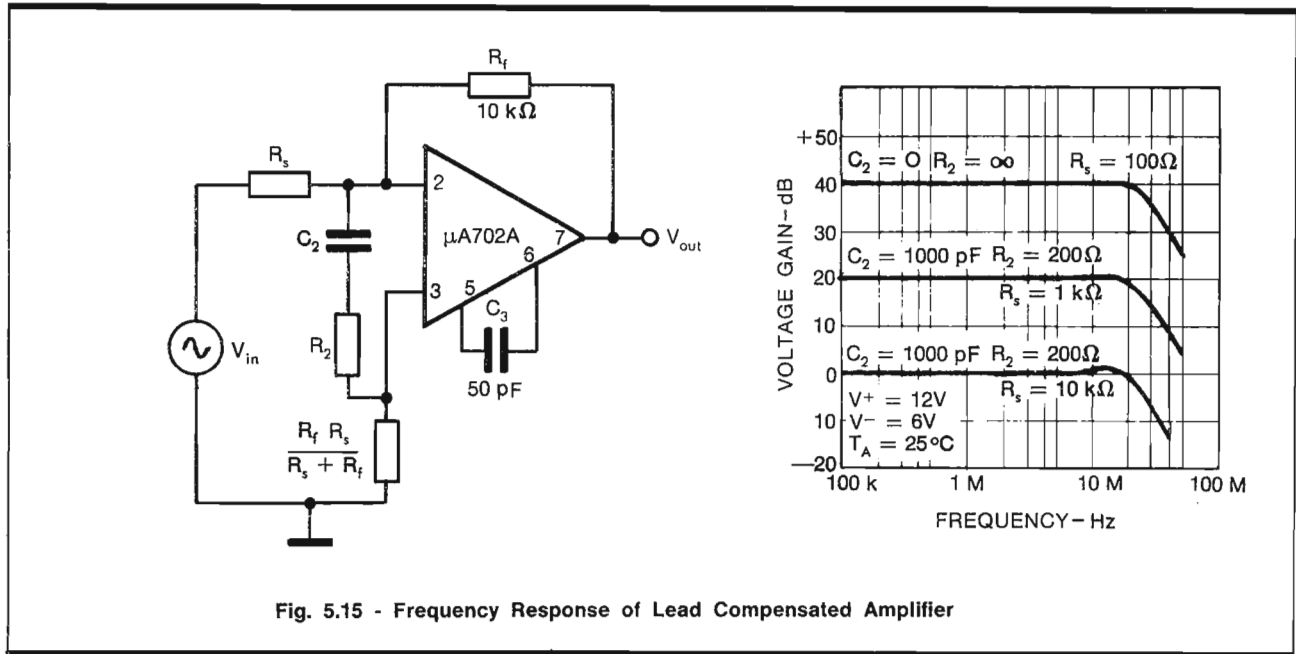 R_f
10 kΩ
R_s
2
C_2
μA702A
7
V_out
6
5
3
C_3
V_in
R_2
50 pF
R_f R_s
R_s + R_f
VOLTAGE GAIN–dB
+50
40
30
20
10
0
10
—20
C_2 = O R_2 = ∞ R_s = 100Ω
C_2 = 1000 pF R_2 = 200Ω
R_s = 1 kΩ
C_2 = 1000 pF R_2 = 200Ω
R_s = 10 kΩ
V+ = 12V
V− = 6V
T_A = 25°C
100 k 1 M 10 M 100 M
FREQUENCY – Hz
Fig. 5.15 - Frequency Response of Lead Compensated Amplifier